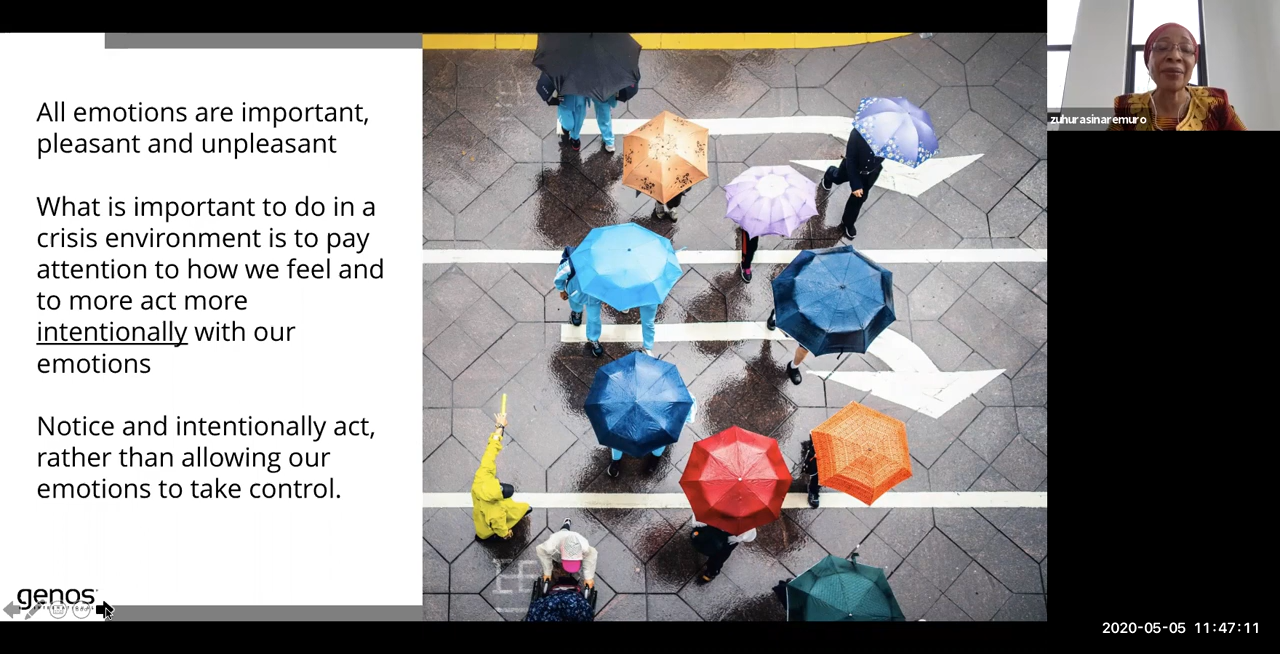 All emotions are important,
pleasant and unpleasant
What is important to do in a
crisis environment is to pay
attention to how we feel and
to more act more
intentionally with our
emotions
Notice and intentionally act,
rather than allowing our
emotions to take control.
genos
zuhurasinaremuro
2020-05-05 11:47:11